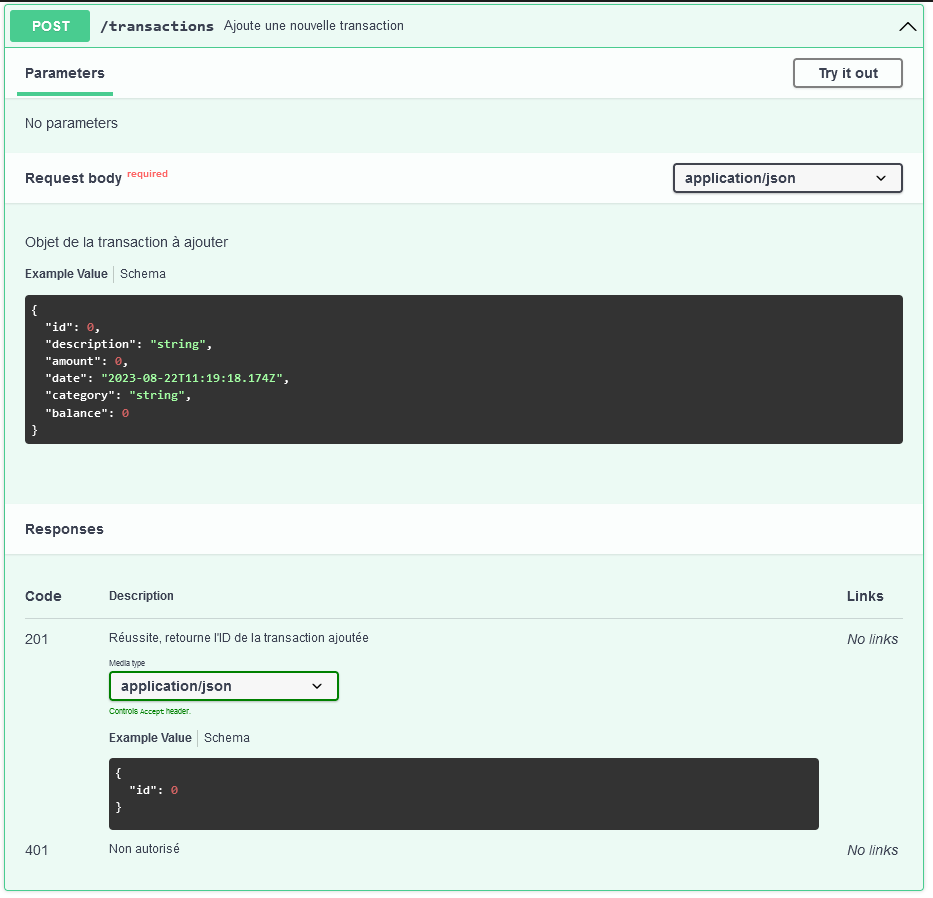 POST /transactions Ajoute une nouvelle transaction
Parameters Try it out
No parameters
Request body required application/json
Objet de la transaction à ajouter
Example Value Schema
{
"id": 0,
"description": "string",
"amount": 0,
"date": "2023-08-22T11:19:18.174Z",
"category": "string",
"balance": 0
}
Responses
Code Description Links
201 Réussite, retourne l'ID de la transaction ajoutée No links
Media type
application/json
Controls Accept header.
Example Value Schema
{
"id": 0
}
401 Non autorisé No links